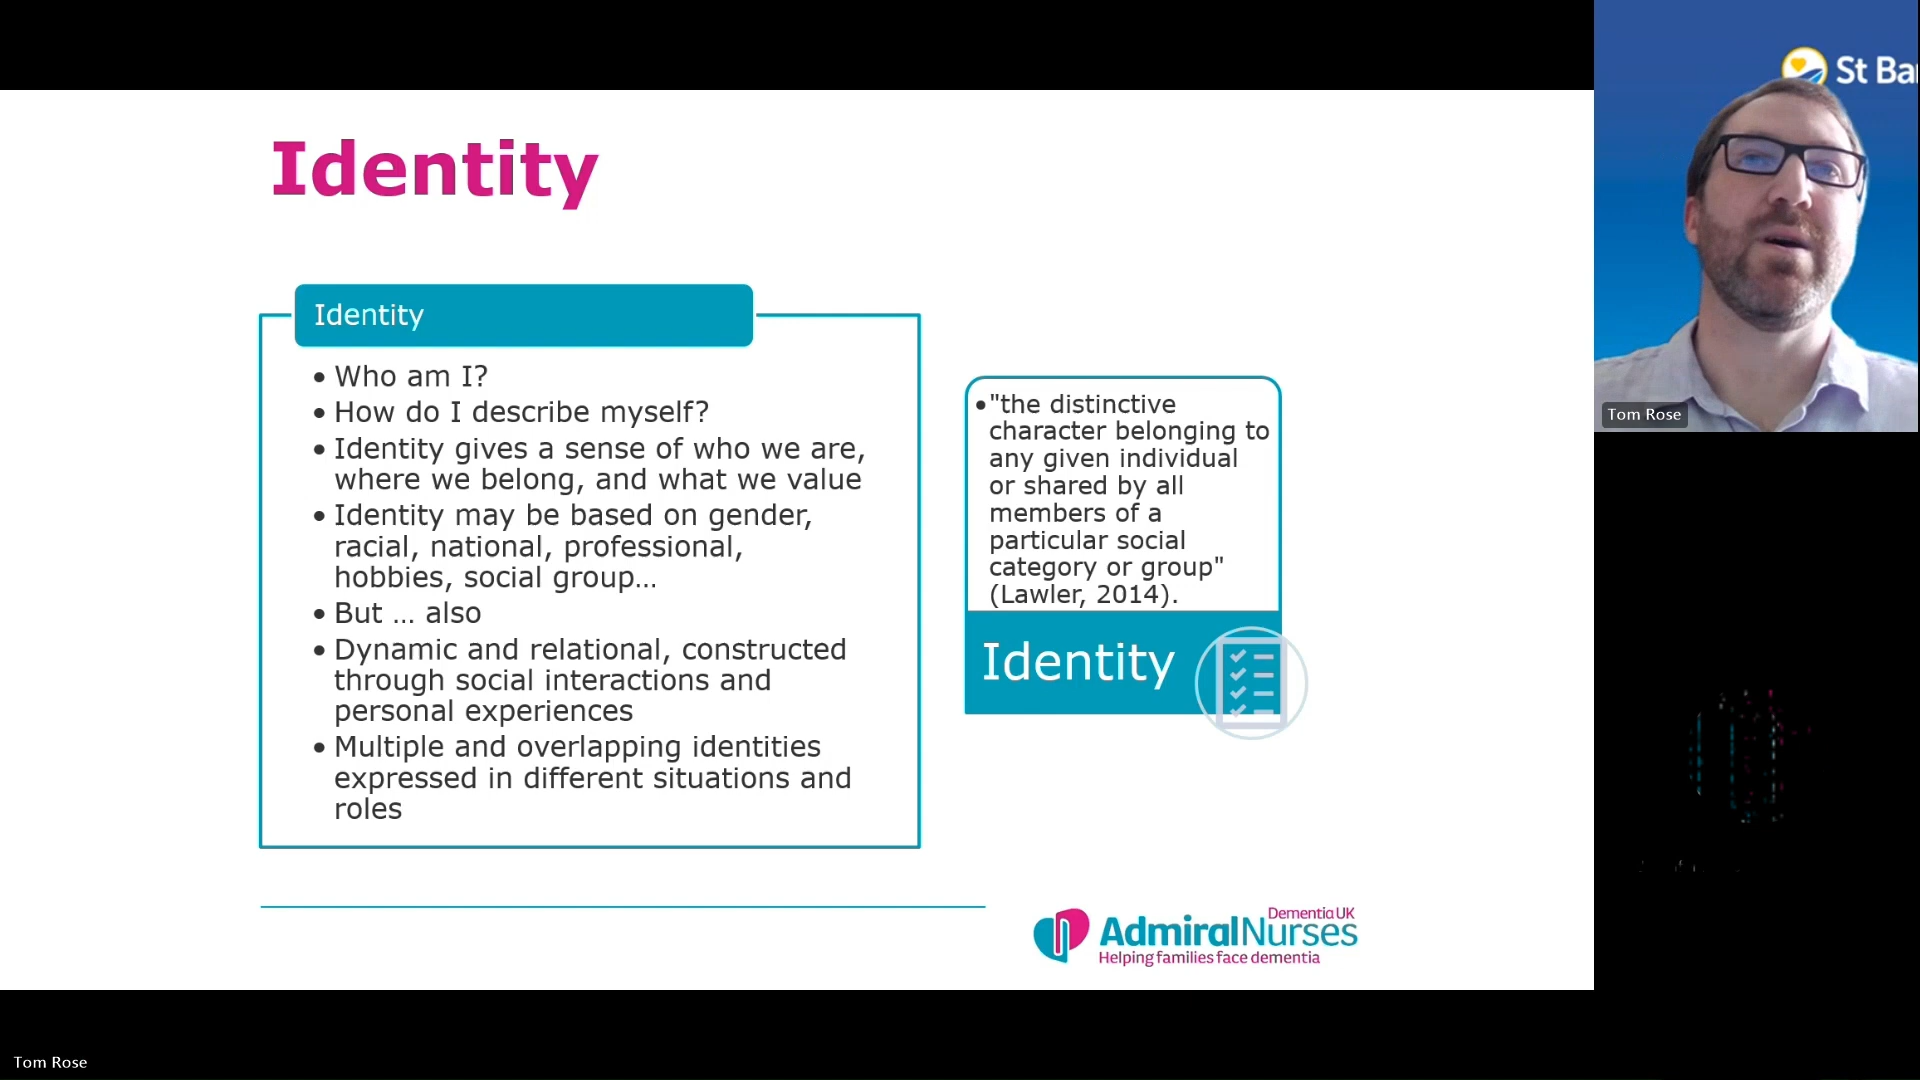 Identity
Identity
• Who am I?
• How do I describe myself?
• Identity gives a sense of who we are,
where we belong, and what we value
• Identity may be based on gender,
racial, national, professional,
hobbies, social group...
• But ... also
• Dynamic and relational, constructed
through social interactions and
personal experiences
• Multiple and overlapping identities
expressed in different situations and
roles
•"the distinctive
character belonging to
any given individual
or shared by all
members of a
particular social
category or group"
(Lawler, 2014).
Identity
Dementia UK
AdmiralNurses
Helping families face dementia
St
Tom Rose
Tom Rose